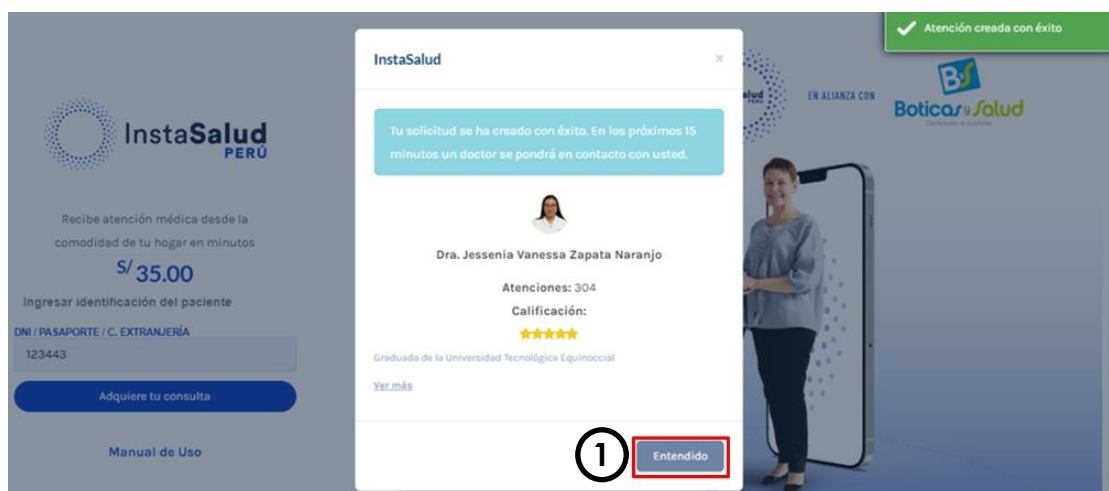 Atención creada con éxito
InstaSalud
×
InstaSalud
PERÚ
Recibe atención médica desde la
comodidad de tu hogar en minutos
S/ 35.00
Ingresar identificación del paciente
DNI / PASAPORTE / C. EXTRANJERÍA
123443
Adquiere tu consulta
Manual de Uso
Tu solicitud se ha creado con éxito. En los próximos 15
minutos un doctor se pondrá en contacto con usted.
Dra. Jessenia Vanessa Zapata Naranjo
Atenciones: 304
Calificación:
Graduada de la Universidad Tecnológica Equinoccial
Ver más
1
Entendido
alud
PERÚ
EN ALIANZA CON
BS
Boticas y Salud